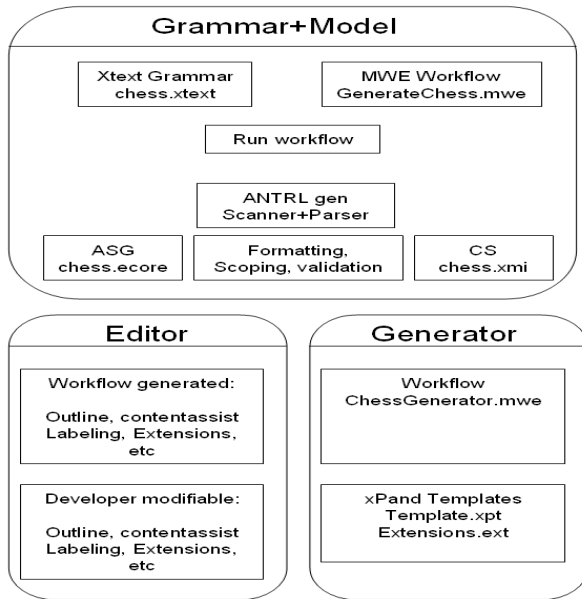 Grammar+Model
Xtext Grammar
chess.xtext
MWE Workflow
GenerateChess.mwe
Run workflow
ANTRL gen
Scanner+Parser
ASG
chess.ecore
Formatting,
Scoping, validation
CS
chess.xmi
Editor
Workflow generated:
Outline, contentassist
Labeling, Extensions,
etc
Developer modifiable:
Outline, contentassist
Labeling, Extensions,
etc
Generator
Workflow
ChessGenerator.mwe
xPand Templates
Template.xpt
Extensions.ext